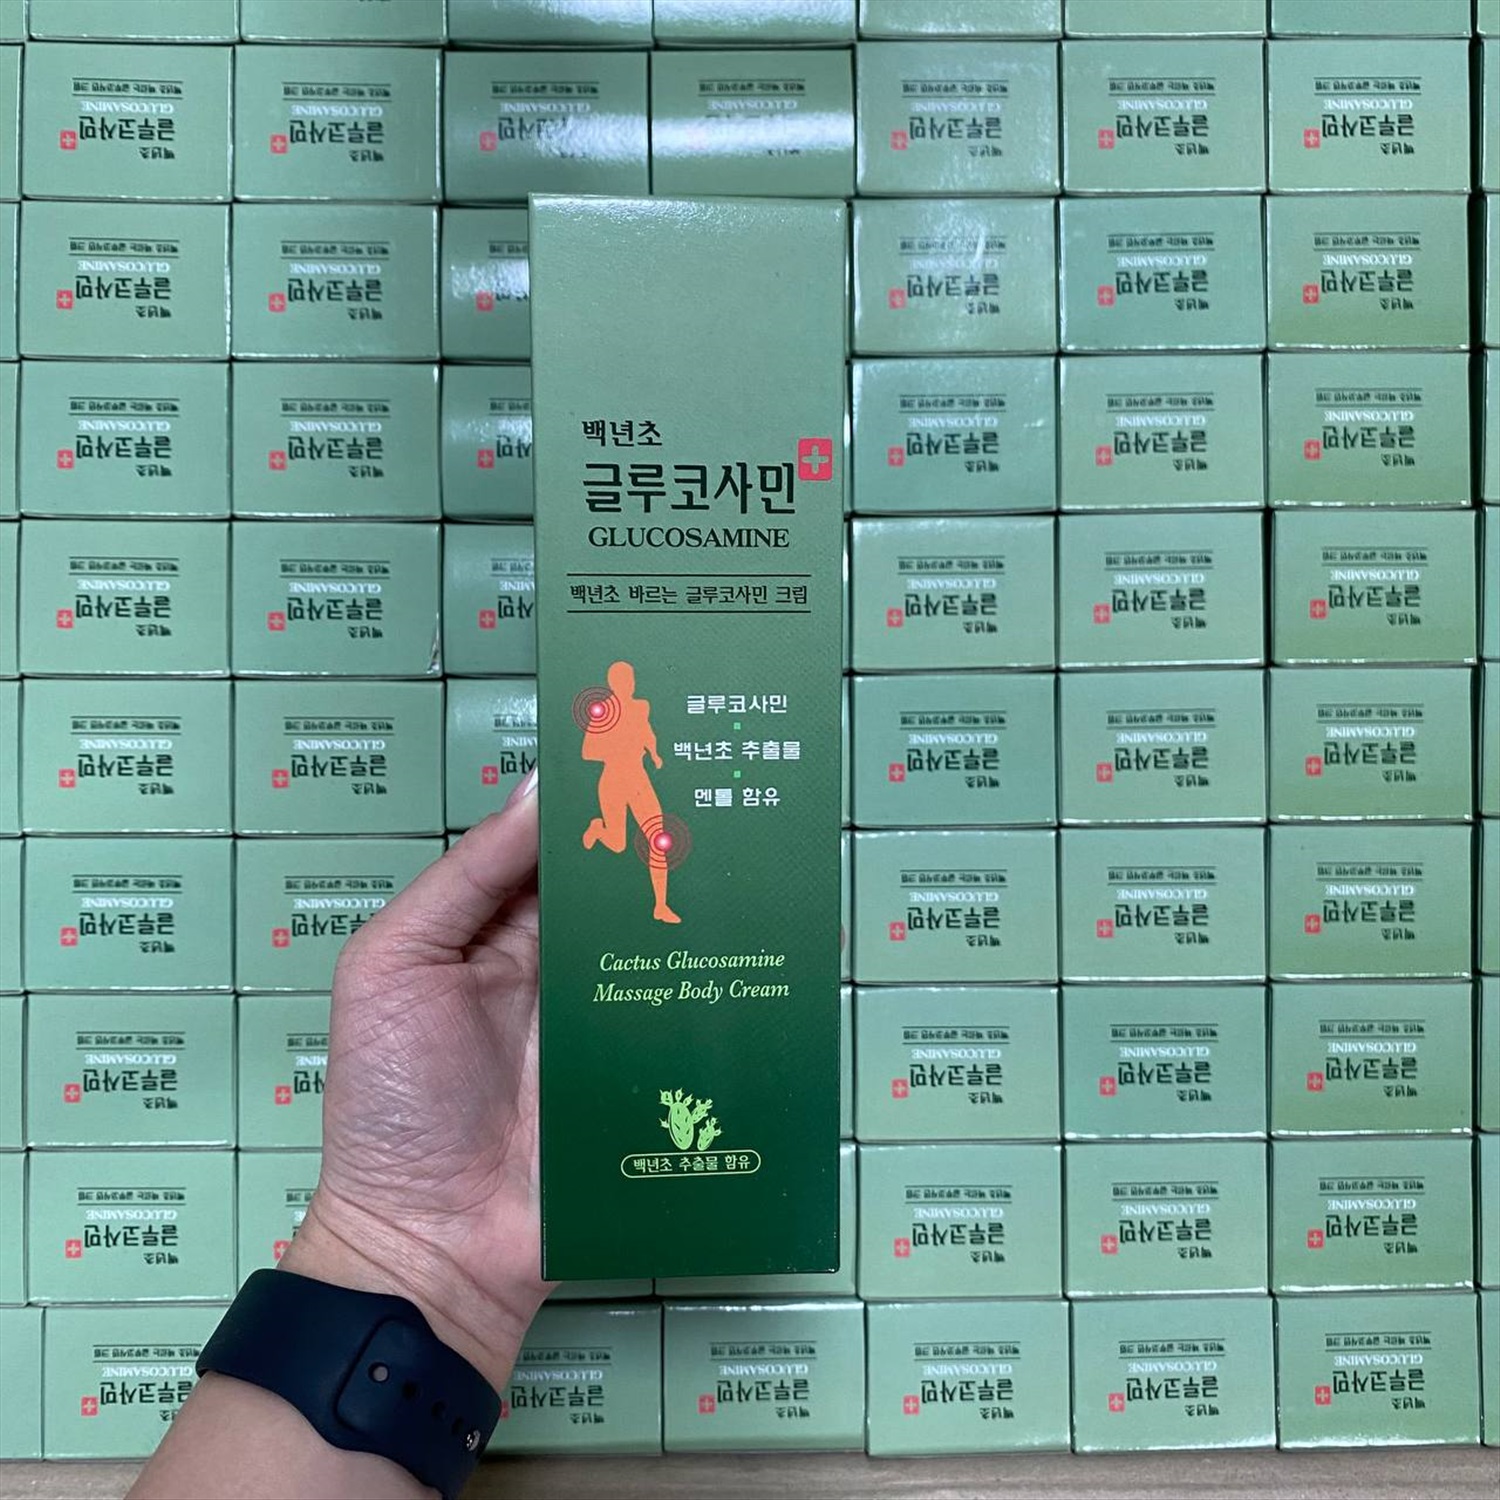 백년초
글루코사민
GLUCOSAMINE
백년초 바르는 글루코사민 크림
글루코사민
백년초 추출물
멘톨 함유
Cactus Glucosamine
Massage Body Cream
백년초 추출물 함유